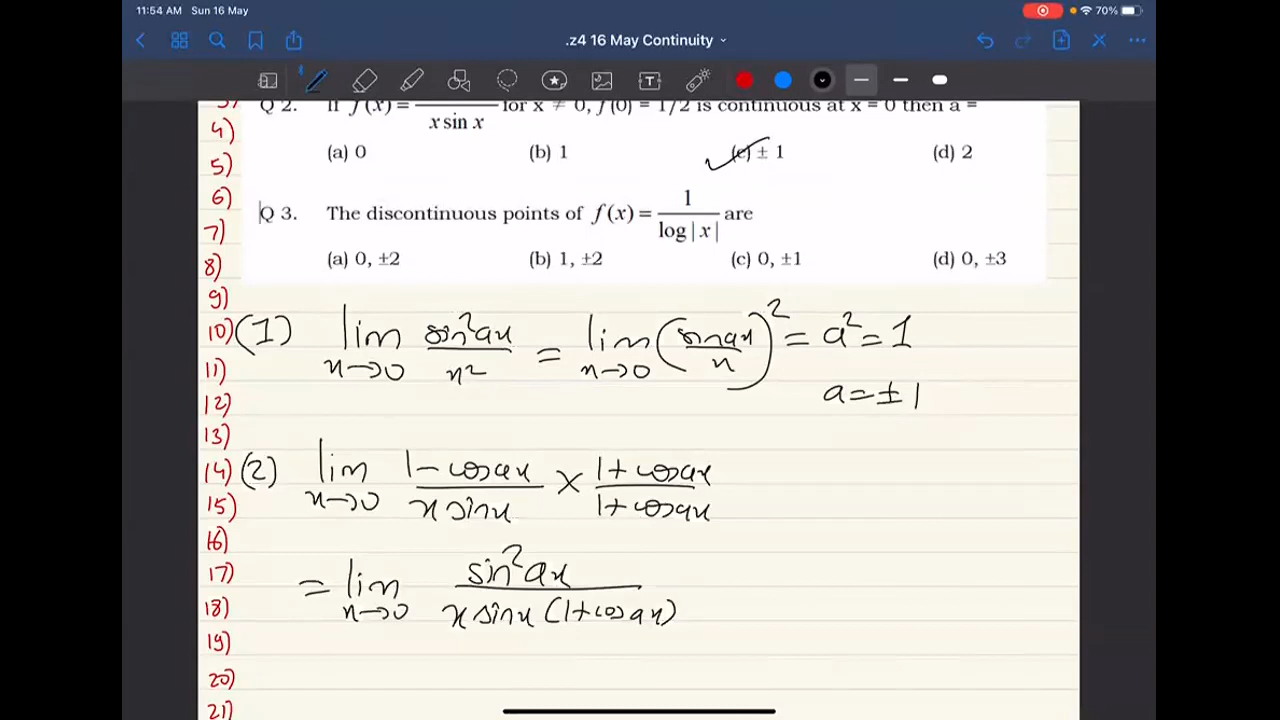 11:54 AM Sun 16 May 70%
.z4 16 May Continuity
Q 2. If f(x) = ‾‾‾‾ / x sin x for x ≠ 0, f(0) = 1/2 is continuous at x = 0 then a =
(a) 0 (b) 1 (c) ± 1 (d) 2
Q 3. The discontinuous points of f(x) = 1 / log|x| are
(a) 0, ±2 (b) 1, ±2 (c) 0, ±1 (d) 0, ±3
3)
4)
5)
6)
7)
8)
9)
10)
11)
12)
13)
14)
15)
16)
17)
18)
19)
20)
21)
(1) lim x→0 sin²ax / x² = lim x→0 (sin ax / x)² = a² = 1
a = ± 1
(2) lim x→0 1 - cos ax / x sin x × 1 + cos ax / 1 + cos ax
= lim x→0 sin²ax / x sin x (1 + cos ax)